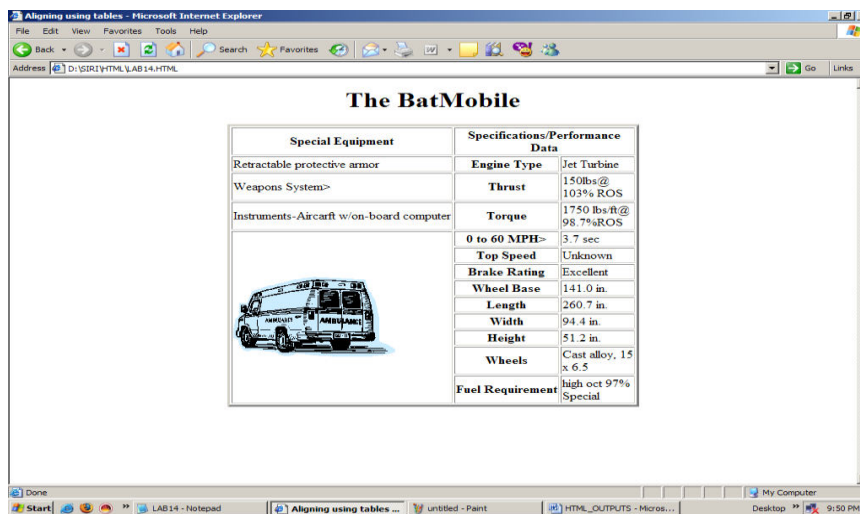 Aligning using tables - Microsoft Internet Explorer
File Edit View Favorites Tools Help
Back Search Favorites
Address D:\SIRI\HTML\LAB14.HTML Go Links
The BatMobile
Special Equipment
Specifications/Performance
Data
Retractable protective armor
Engine Type
Jet Turbine
Weapons System>
Thrust
150lbs@
103% ROS
Instruments-Aircarft w/on-board computer
Torque
1750 lbs/ft@
98.7%ROS
AMBULANCE
AMBULANCE
0 to 60 MPH>
3.7 sec
Top Speed
Unknown
Brake Rating
Excellent
Wheel Base
141.0 in.
Length
260.7 in.
Width
94.4 in.
Height
51.2 in.
Wheels
Cast alloy, 15
x 6.5
Fuel Requirement
high oct 97%
Special
Done
My Computer
Start
LAB14 - Notepad
Aligning using tables ...
untitled - Paint
HTML_OUTPUTS - Micros...
Desktop
9:50 PM